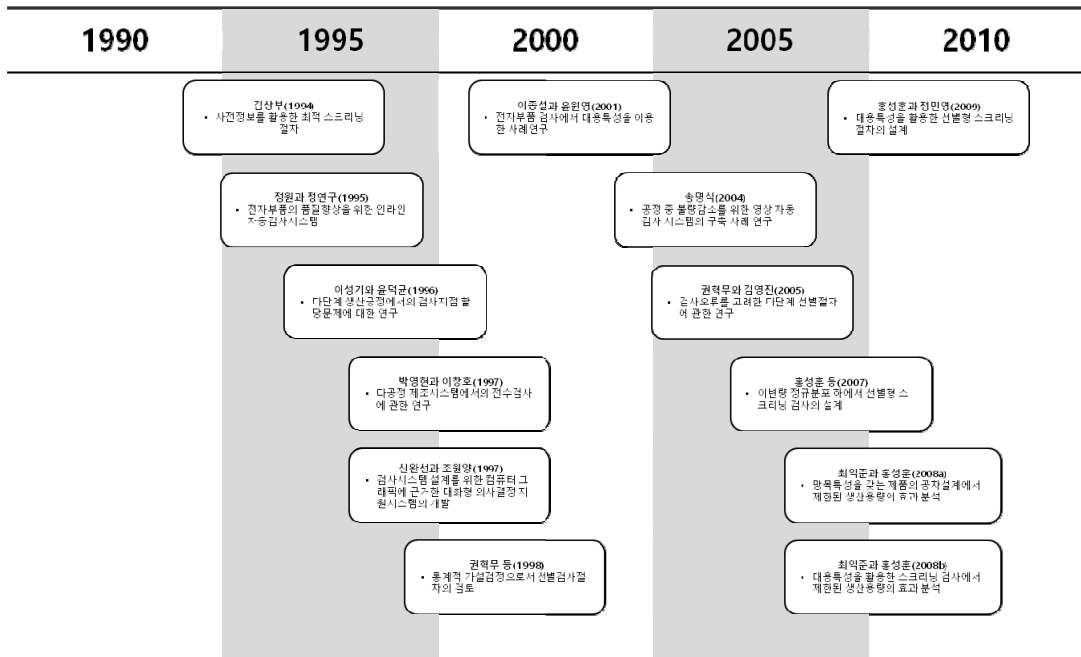 1990 1995 2000 2005 2010
김상부(1994)
• 사전정보를 활용한 최적 스크리닝
절차
정원과 정연구(1995)
• 전자부품의 품질향상을 위한 인라인
자동검사시스템
이성기와 윤덕균(1996)
• 다단계 생산공정에서의 검사지점 할
당문제에 대한 연구
박영헌과 이창호(1997)
• 다공정 제조시스템에서의 전수검사
에 관한 연구
신완선과 조원양(1997)
• 검사시스템 설계를 위한 컴퓨터 그
래픽에 근거한 대화형 의사결정 지
원시스템의 개발
권혁무 등(1998)
• 통계적 가설검정으로서 선별검사절
차의 검토
이종설과 윤원영(2001)
• 전자부품 검사에서 대용특성을 이용
한 사례연구
송명식(2004)
• 공정 중 불량감소를 위한 영상 자동
검사 시스템의 구축 사례 연구
권혁무와 김영진(2005)
• 검사오류를 고려한 다단계 선별절차
에 관한 연구
홍성훈 등(2007)
• 이변량 정규분포 하에서 선별형 스
크리닝 검사의 설계
최익준과 홍성훈(2008a)
• 망목특성을 갖는 제품의 공차설계에서
제한된 생산용량의 효과 분석
최익준과 홍성훈(2008b)
• 대용특성을 활용한 스크리닝 검사에서
제한된 생산용량의 효과 분석
홍성훈과 정민영(2009)
• 대용특성을 활용한 선별형 스크리닝
절차의 설계